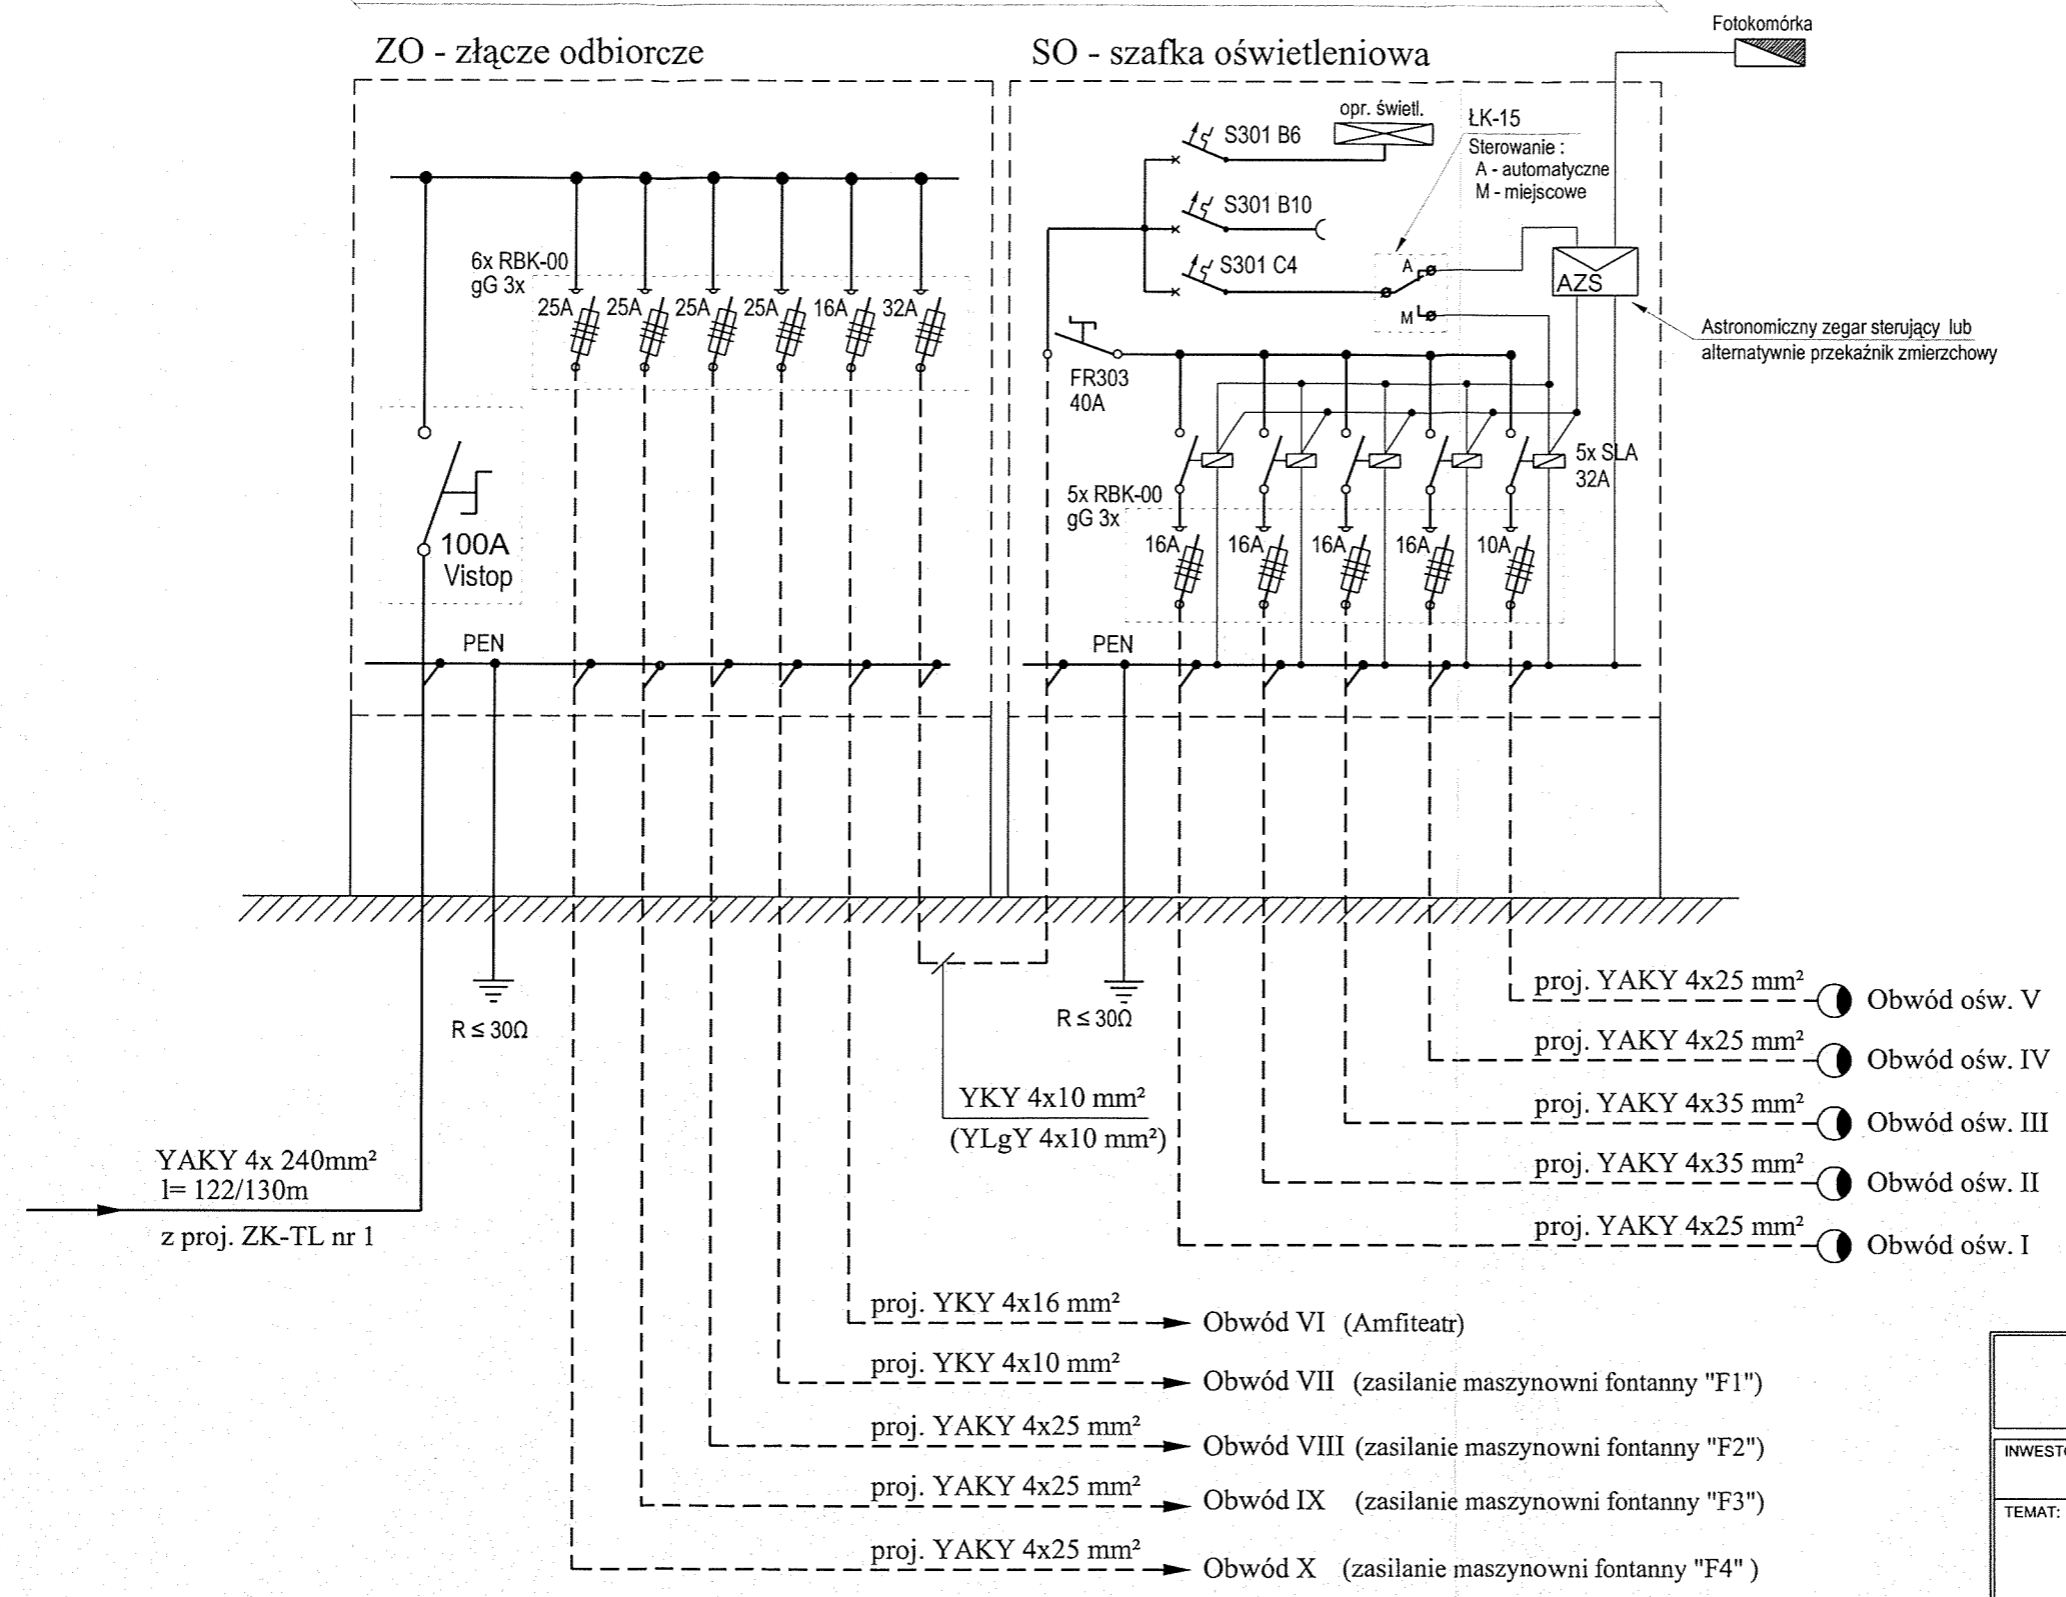 Fotokomórka
ZO - złącze odbiorcze
SO - szafka oświetleniowa
opr. świetl.
ŁK-15
Sterowanie :
A - automatyczne
M - miejscowe
S301 B6
S301 B10
S301 C4
A
M
AZS
Astronomiczny zegar sterujący lub
alternatywnie przekaźnik zmierzchowy
6x RBK-00
gG 3x
25A 25A 25A 25A 16A 32A
FR303
40A
5x SLA
32A
5x RBK-00
gG 3x
16A 16A 16A 16A 10A
100A
Vistop
PEN
PEN
R ≤ 30Ω
R ≤ 30Ω
proj. YAKY 4x25 mm² Obwód ośw. V
proj. YAKY 4x25 mm² Obwód ośw. IV
proj. YAKY 4x35 mm² Obwód ośw. III
proj. YAKY 4x35 mm² Obwód ośw. II
proj. YAKY 4x25 mm² Obwód ośw. I
YKY 4x10 mm²
(YLgY 4x10 mm²)
YAKY 4x 240mm²
l= 122/130m
z proj. ZK-TL nr 1
proj. YKY 4x16 mm² Obwód VI (Amfiteatr)
proj. YKY 4x10 mm² Obwód VII (zasilanie maszynowni fontanny "F1")
proj. YAKY 4x25 mm² Obwód VIII (zasilanie maszynowni fontanny "F2")
proj. YAKY 4x25 mm² Obwód IX (zasilanie maszynowni fontanny "F3")
proj. YAKY 4x25 mm² Obwód X (zasilanie maszynowni fontanny "F4" )
INWESTO
TEMAT: